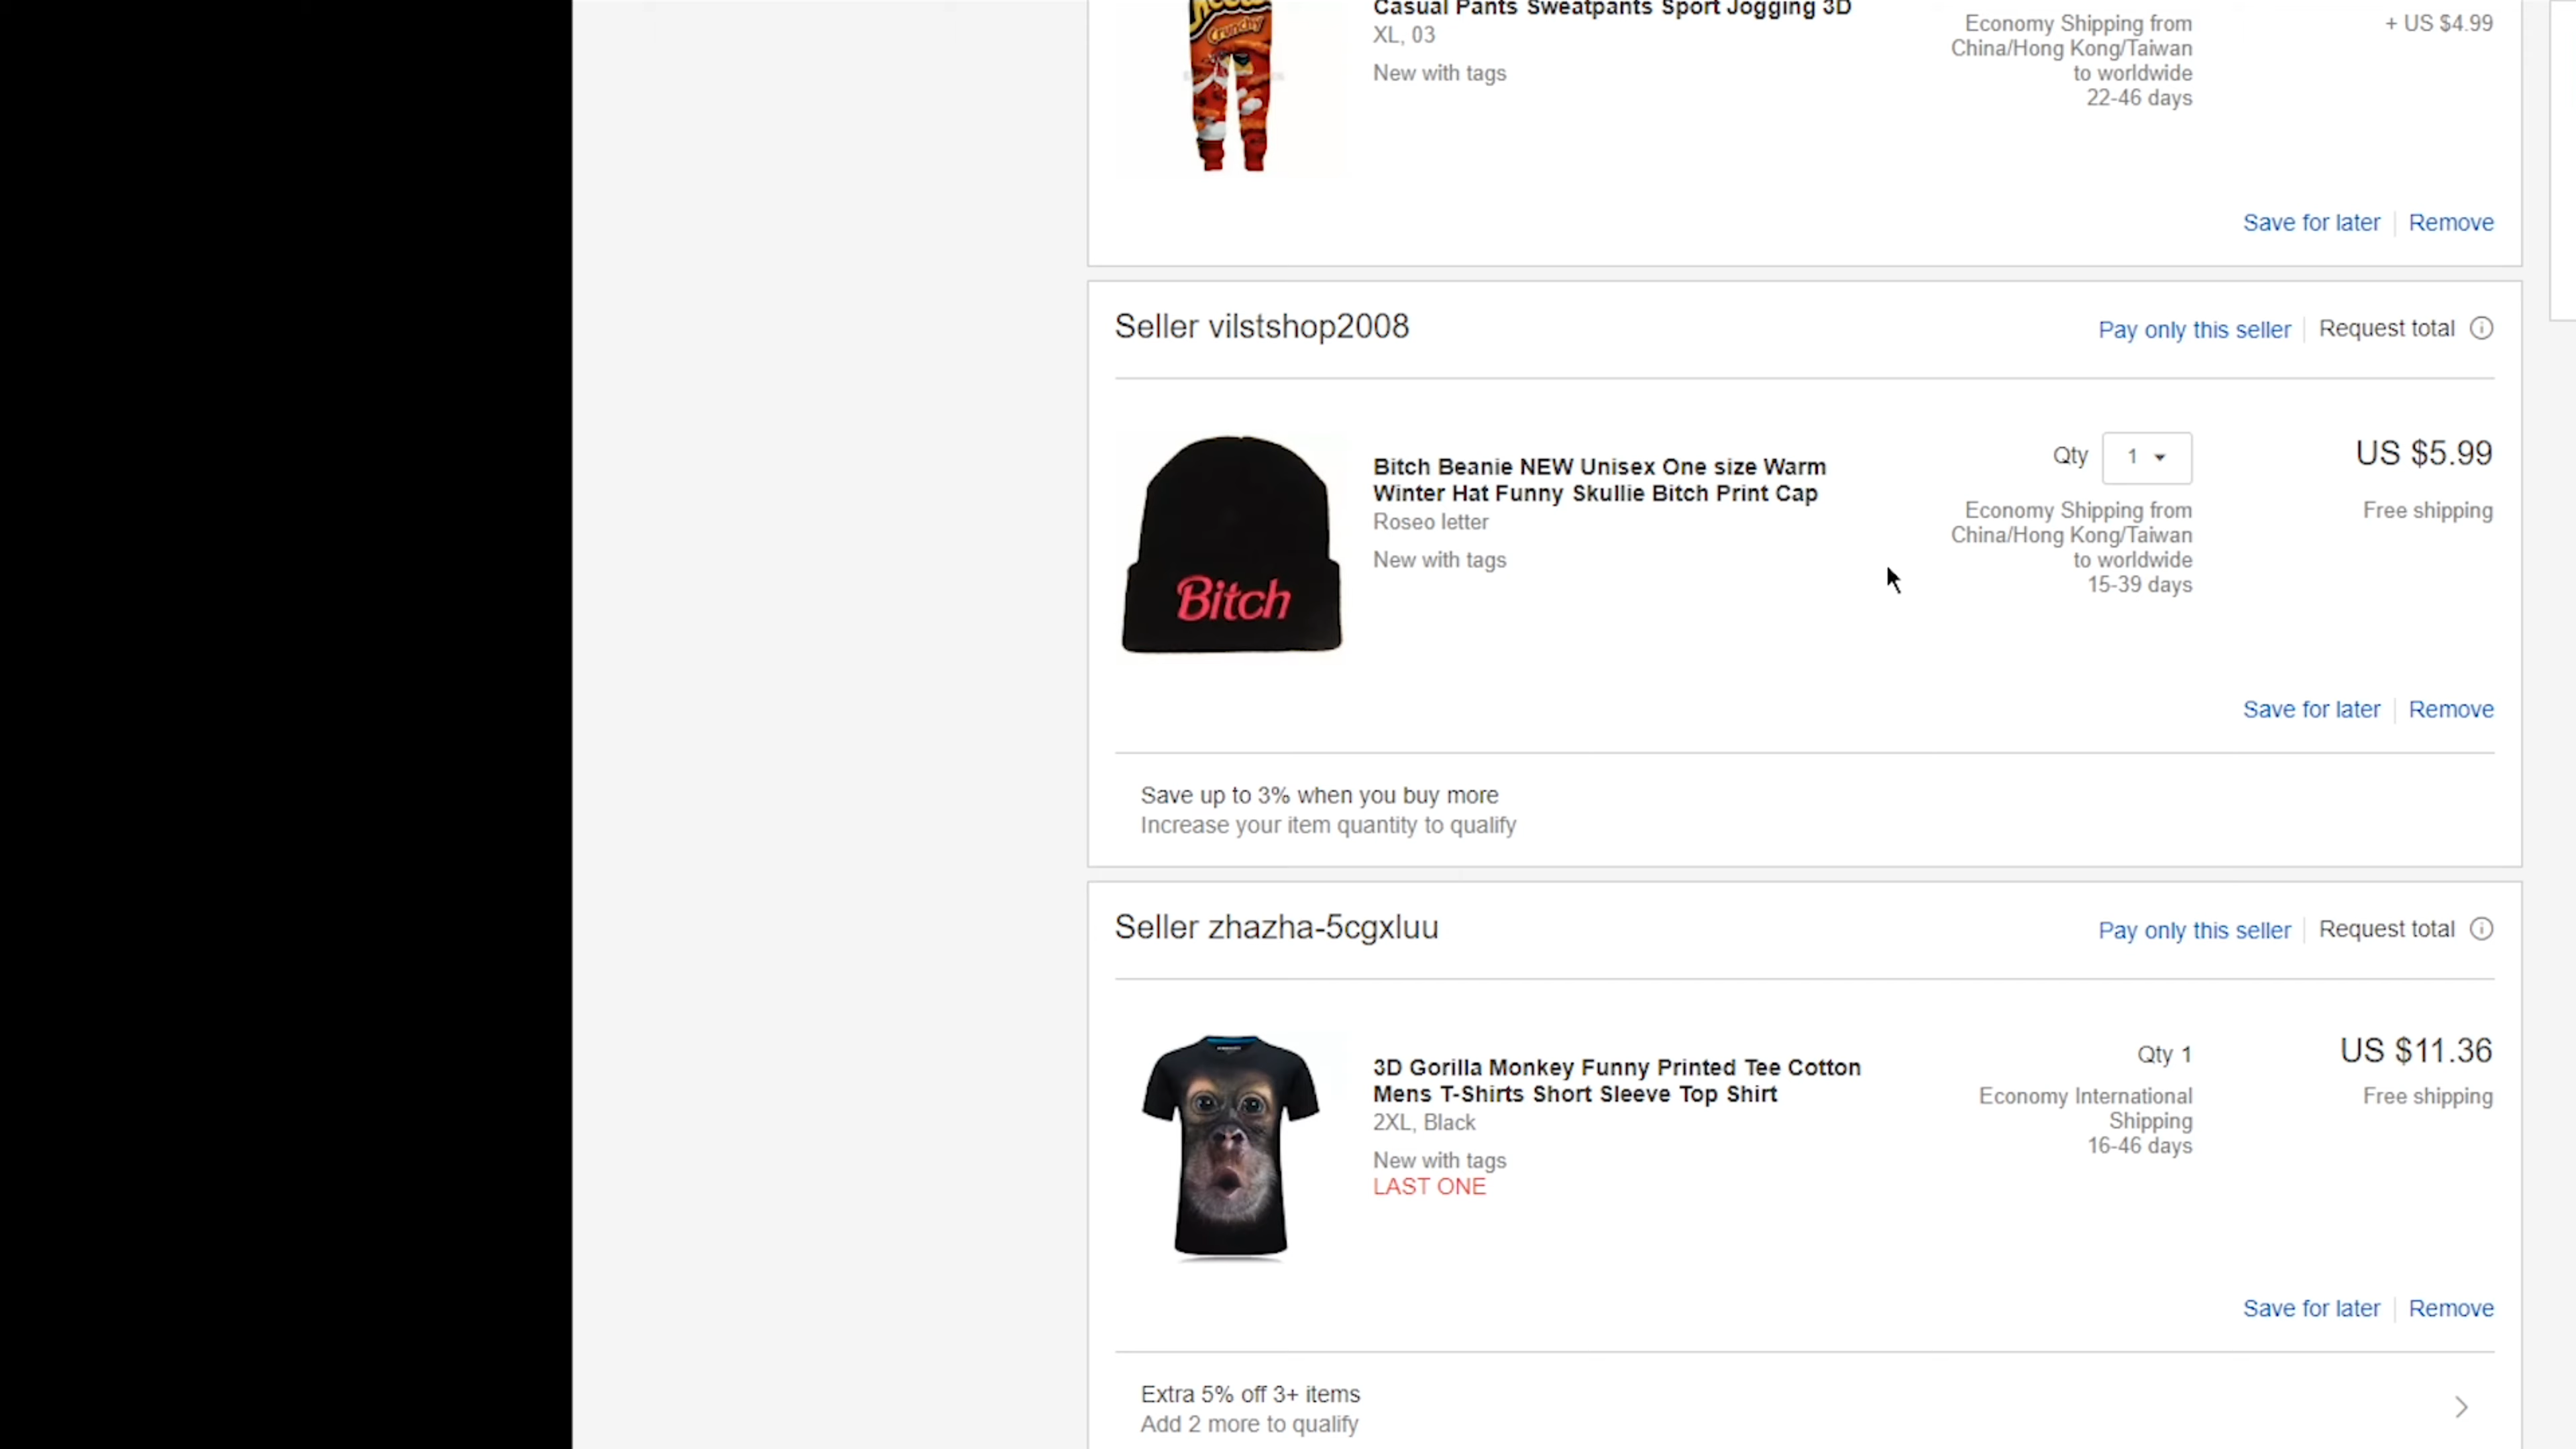 Crunchy
Casual Pants Sweatpants Sport Jogging 3D
XL, 03
New with tags
Economy Shipping from
China/Hong Kong/Taiwan
to worldwide
22-46 days
+ US $4.99
Save for later
Remove
Seller vilstshop2008
Pay only this seller
Request total
Bitch
Bitch Beanie NEW Unisex One size Warm
Winter Hat Funny Skullie Bitch Print Cap
Roseo letter
New with tags
Qty 1
Economy Shipping from
China/Hong Kong/Taiwan
to worldwide
15-39 days
US $5.99
Free shipping
Save for later
Remove
Save up to 3% when you buy more
Increase your item quantity to qualify
Seller zhazha-5cgxluu
Pay only this seller
Request total
3D Gorilla Monkey Funny Printed Tee Cotton
Mens T-Shirts Short Sleeve Top Shirt
2XL, Black
New with tags
LAST ONE
Qty 1
Economy International
Shipping
16-46 days
US $11.36
Free shipping
Save for later
Remove
Extra 5% off 3+ items
Add 2 more to qualify